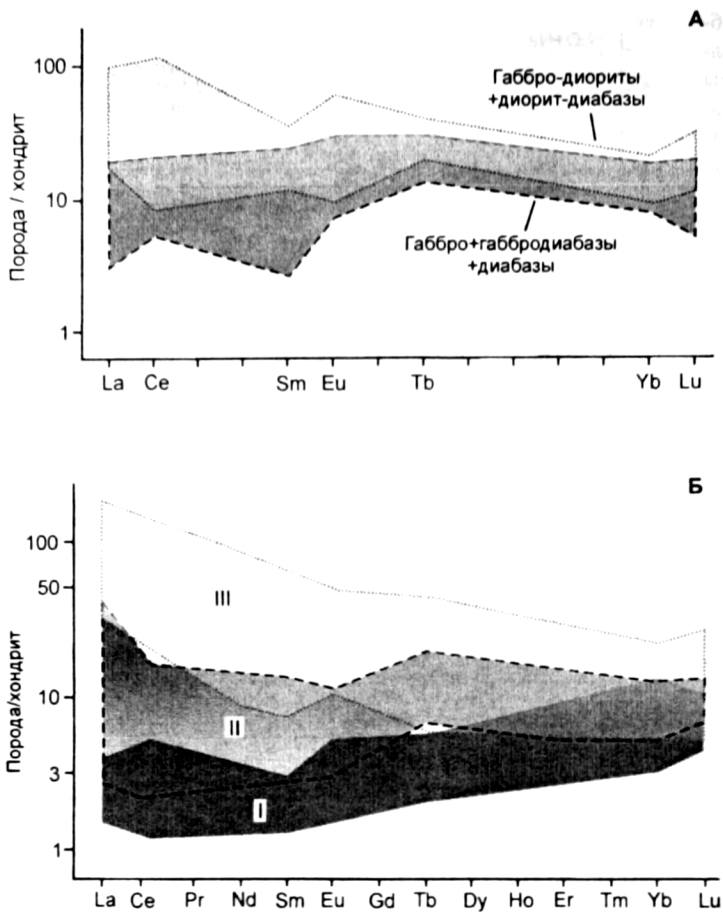 А
Порода / хондрит
100
10
1
Габбро-диориты
+диорит-диабазы
Габбро+габбродиабазы
+диабазы
La Ce Sm Eu Tb Yb Lu
Б
Порода/хондрит
100
50
10
3
1
III
II
I
La Ce Pr Nd Sm Eu Gd Tb Dy Ho Er Tm Yb Lu